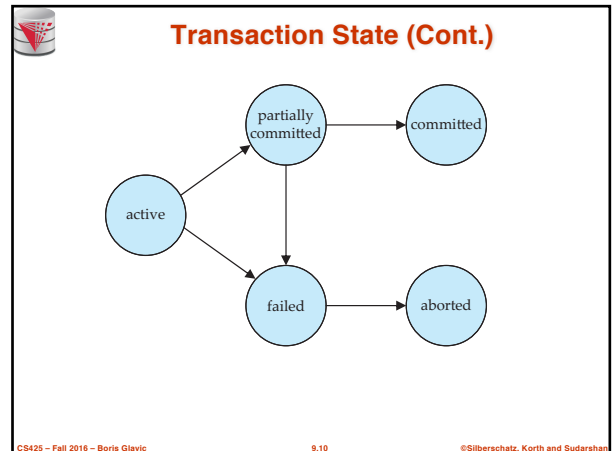 Transaction State (Cont.)
partially
committed
committed
active
failed
aborted
CS425 – Fall 2016 – Boris Glavic
9.10
©Silberschatz, Korth and Sudarshan